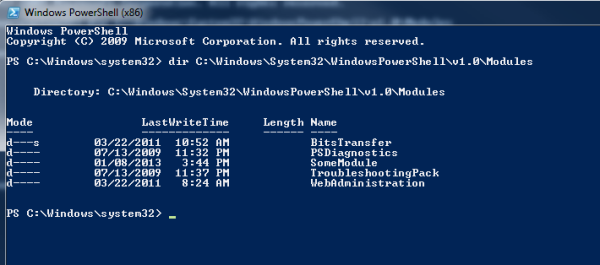 Windows PowerShell (x86)
Windows PowerShell
Copyright (C) 2009 Microsoft Corporation. All rights reserved.
PS C:\Windows\system32> dir C:\Windows\System32\WindowsPowerShell\v1.0\Modules
Directory: C:\Windows\System32\WindowsPowerShell\v1.0\Modules
Mode LastWriteTime Length Name
---- ------------- ------ ----
d---s 03/22/2011 10:52 AM BitsTransfer
d---- 07/13/2009 11:32 PM PSDiagnostics
d---- 01/08/2013 3:44 PM SomeModule
d---- 07/13/2009 11:37 PM TroubleshootingPack
d---- 03/22/2011 8:24 AM WebAdministration
PS C:\Windows\system32> _